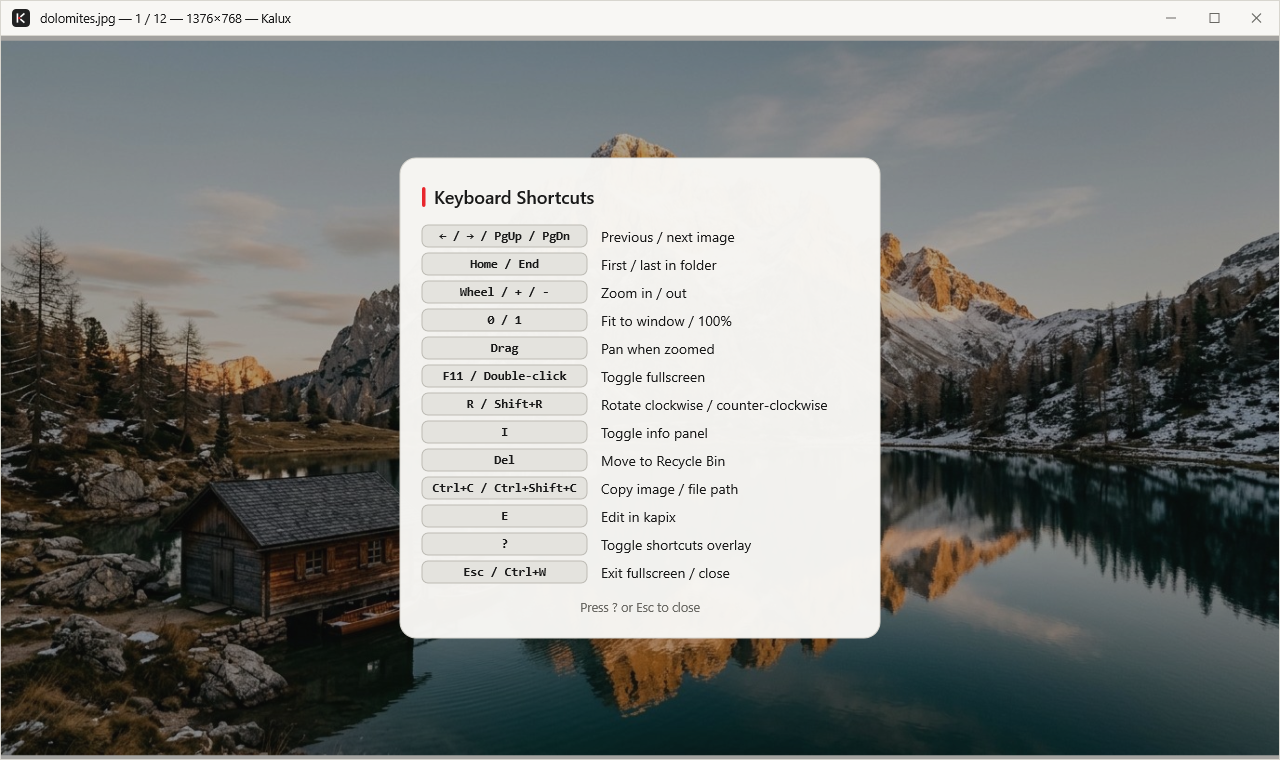 dolomites.jpg — 1 / 12 — 1376×768 — Kalux
Keyboard Shortcuts
← / → / PgUp / PgDn Previous / next image
Home / End First / last in folder
Wheel / + / - Zoom in / out
0 / 1 Fit to window / 100%
Drag Pan when zoomed
F11 / Double-click Toggle fullscreen
R / Shift+R Rotate clockwise / counter-clockwise
I Toggle info panel
Del Move to Recycle Bin
Ctrl+C / Ctrl+Shift+C Copy image / file path
E Edit in kapix
? Toggle shortcuts overlay
Esc / Ctrl+W Exit fullscreen / close
Press ? or Esc to close